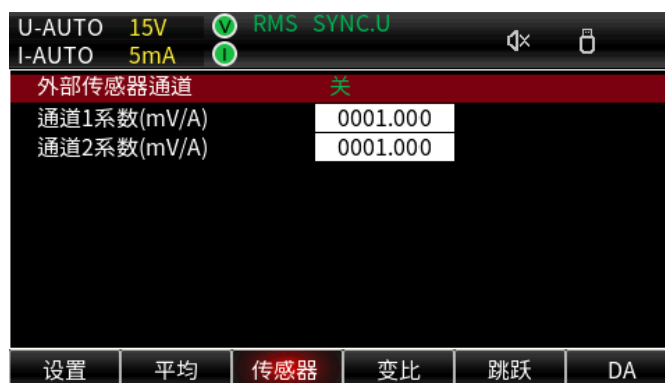 U-AUTO 15V V RMS SYNC.U
I-AUTO 5mA I
外部传感器通道 关
通道1系数(mV/A) 0001.000
通道2系数(mV/A) 0001.000
设置 平均 传感器 变比 跳跃 DA